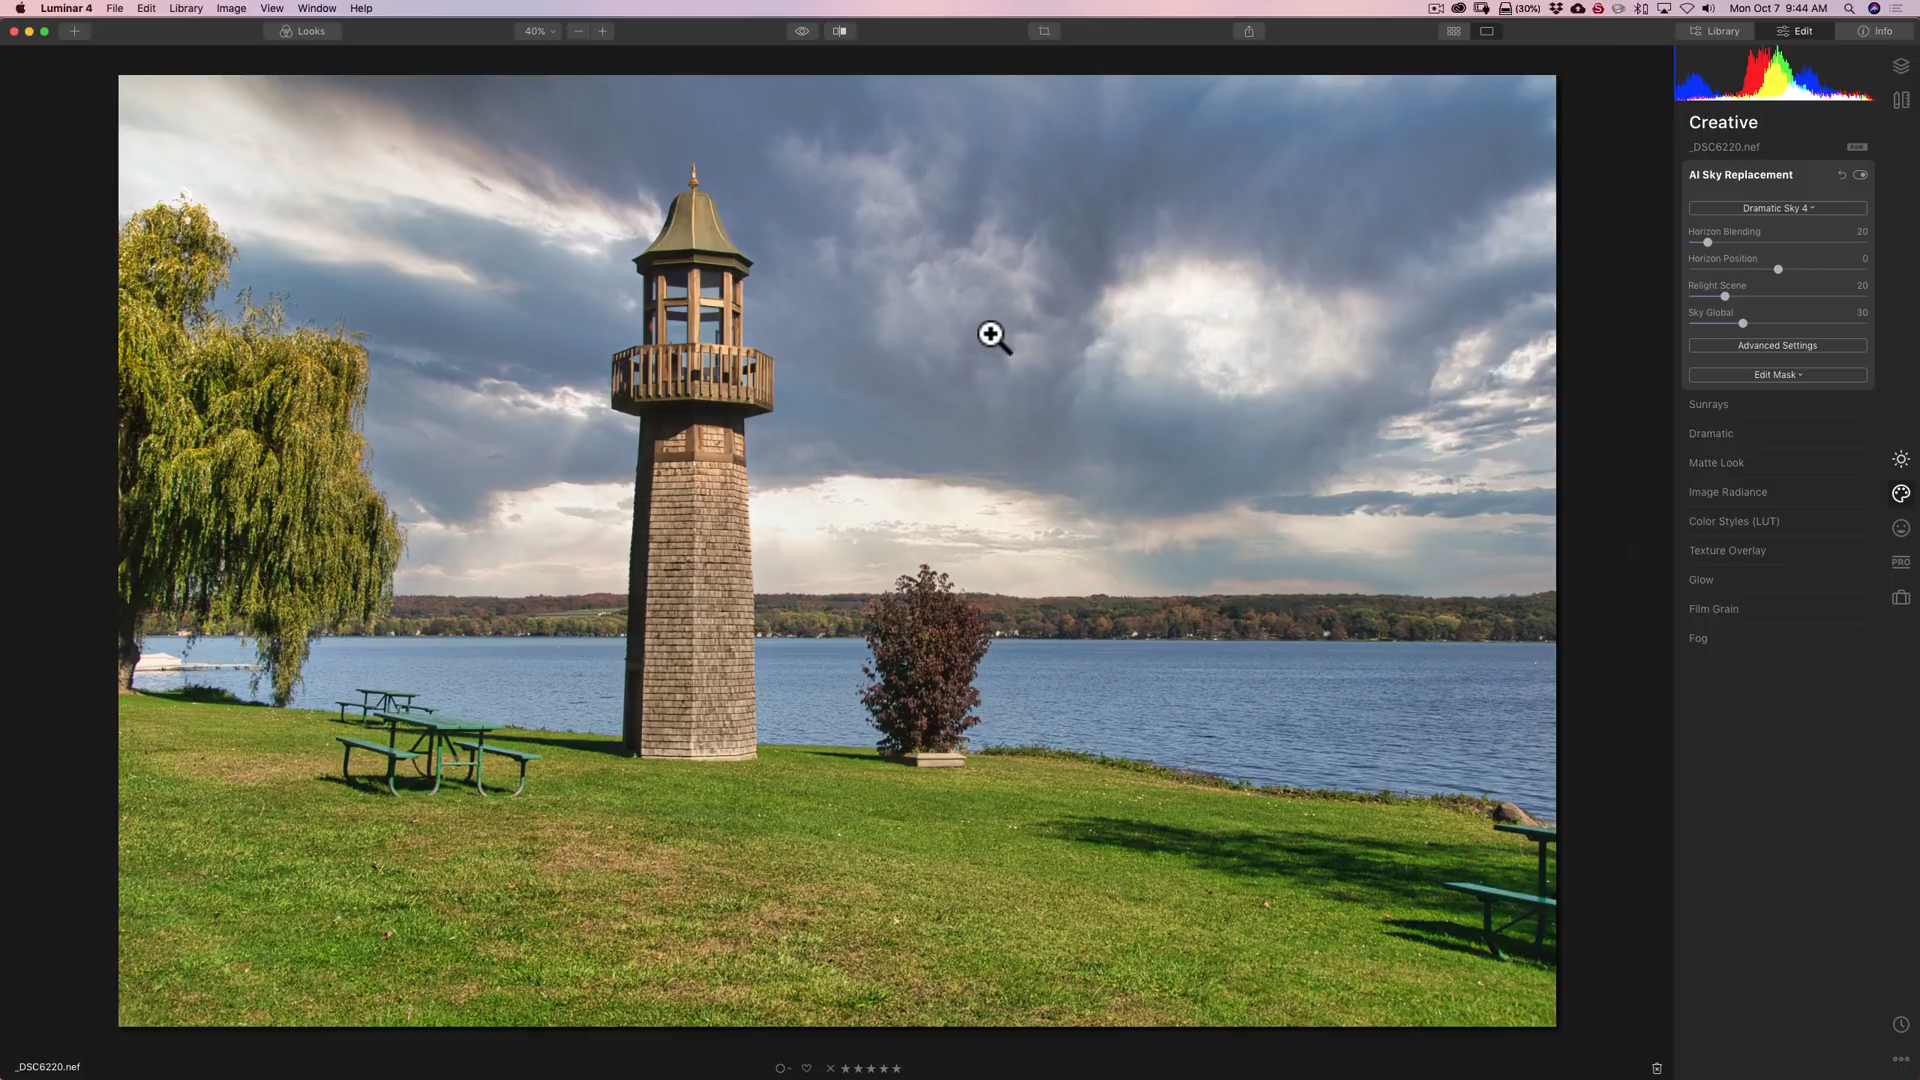 Luminar 4 File Edit Library Image View Window Help (30%) Mon Oct 7 9:44 AM
Looks 40% Library Edit Info
Creative
_DSC6220.nef RAW
AI Sky Replacement
Dramatic Sky 4
Horizon Blending 20
Horizon Position 0
Relight Scene 20
Sky Global 30
Advanced Settings
Edit Mask
Sunrays
Dramatic
Matte Look
Image Radiance
Color Styles (LUT)
Texture Overlay
PRO
Glow
Film Grain
Fog
_DSC6220.nef